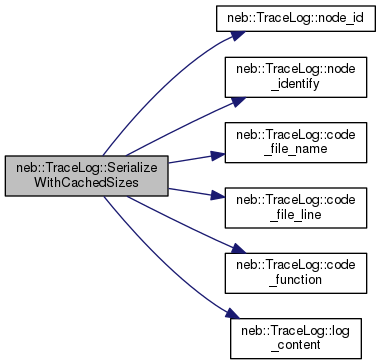 neb::TraceLog::node_id
neb::TraceLog::node
_identify
neb::TraceLog::code
_file_name
neb::TraceLog::Serialize
WithCachedSizes
neb::TraceLog::code
_file_line
neb::TraceLog::code
_function
neb::TraceLog::log
_content